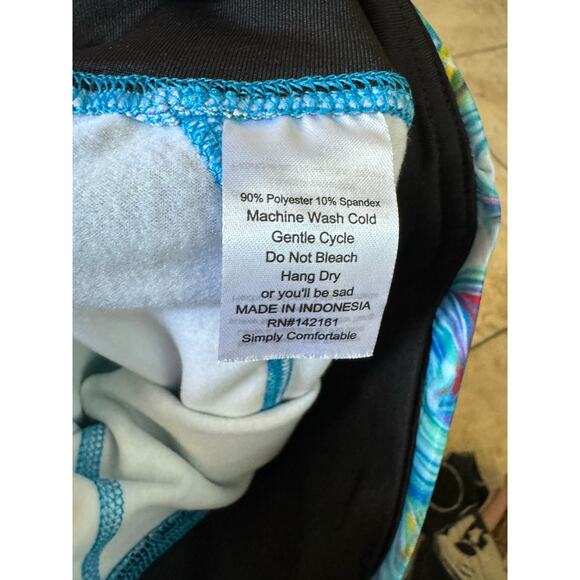 90% Polyester 10% Spandex
Machine Wash Cold
Gentle Cycle
Do Not Bleach
Hang Dry
or you'll be sad
MADE IN INDONESIA
RN#142161
Simply Comfortable